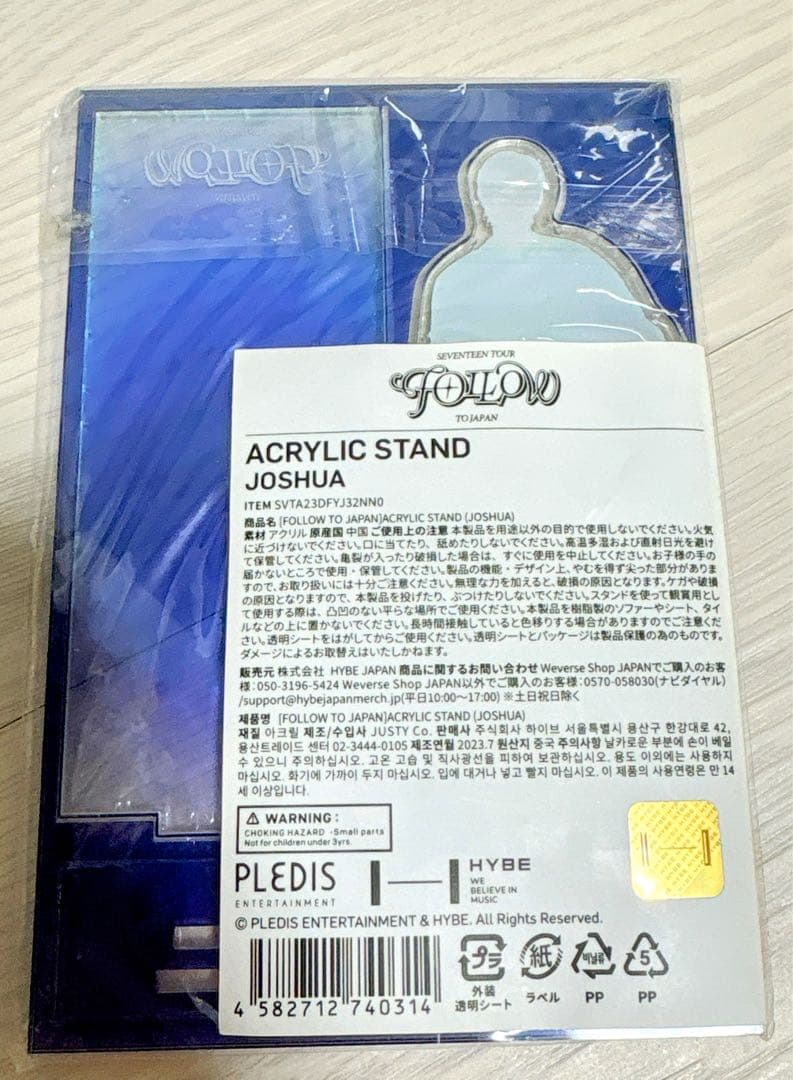 FOLLOW
SEVENTEEN TOUR
FOLLOW
TO JAPAN
ACRYLIC STAND
JOSHUA
ITEM SVTA23DFYJ32NN0
商品名 [FOLLOW TO JAPAN]ACRYLIC STAND (JOSHUA)
素材 アクリル 原産国 中国 ご使用上の注意 本製品を用途以外の目的で使用しないでください。火気
に近づけないでください。口に当てたり、舐めたりしないでください。高温多湿および直射日光を避け
て保管してください。亀裂が入ったり破損した場合は、すぐに使用を中止してください。お子様の手の
届かないところで使用・保管してください。製品の機能・デザイン上、やむを得ず尖った部分がありま
すので、お取り扱いには十分ご注意ください。無理な力を加えると、破損の原因となります。ケガや破損
の原因となりますので、本製品を投げたり、ぶつけたりしないでください。スタンドを使って観賞用とし
て使用する際は、凸凹のない平らな場所でご使用ください。本製品を樹脂製のソファーやシート、タイ
ルなどの上に置かないでください。長時間接触していると色移りする場合がありますのでご注意くださ
い。透明シートをはがしてからご使用ください。透明シートとパッケージは製品保護の為のものです。
ダメージによるお取替えはいたしかねます。
販売元 株式会社 HYBE JAPAN 商品に関するお問い合わせ Weverse Shop JAPANでご購入のお客
様：050-3196-5424 Weverse Shop JAPAN以外でご購入のお客様：0570-058030(ナビダイヤル)
/support@hybejapanmerch.jp(平日10:00～17:00) ※土日祝日除く
제품명 [FOLLOW TO JAPAN]ACRYLIC STAND (JOSHUA)
재질 아크릴 제조/수입사 JUSTY Co. 판매사 주식회사 하이브 서울특별시 용산구 한강대로 42,
용산트레이드 센터 02-3444-0105 제조연월 2023.7 원산지 중국 주의사항 날카로운 부분에 손이 베일
수 있으니 주의하십시오. 고온 고습 및 직사광선을 피하여 보관하십시오. 용도 이외에는 사용하지
마십시오. 화기에 가까이 두지 마십시오. 입에 대거나 넣고 빨지 마십시오. 이 제품의 사용연령은 만 14
세 이상입니다.
WARNING :
CHOKING HAZARD -Small parts
Not for children under 3yrs.
PLEDIS
ENTERTAINMENT
HYBE
WE
BELIEVE IN
MUSIC
© PLEDIS ENTERTAINMENT & HYBE. All Rights Reserved.
4 582712 740314
プラ
外装
透明シート
紙
ラベル
PP
5
PP